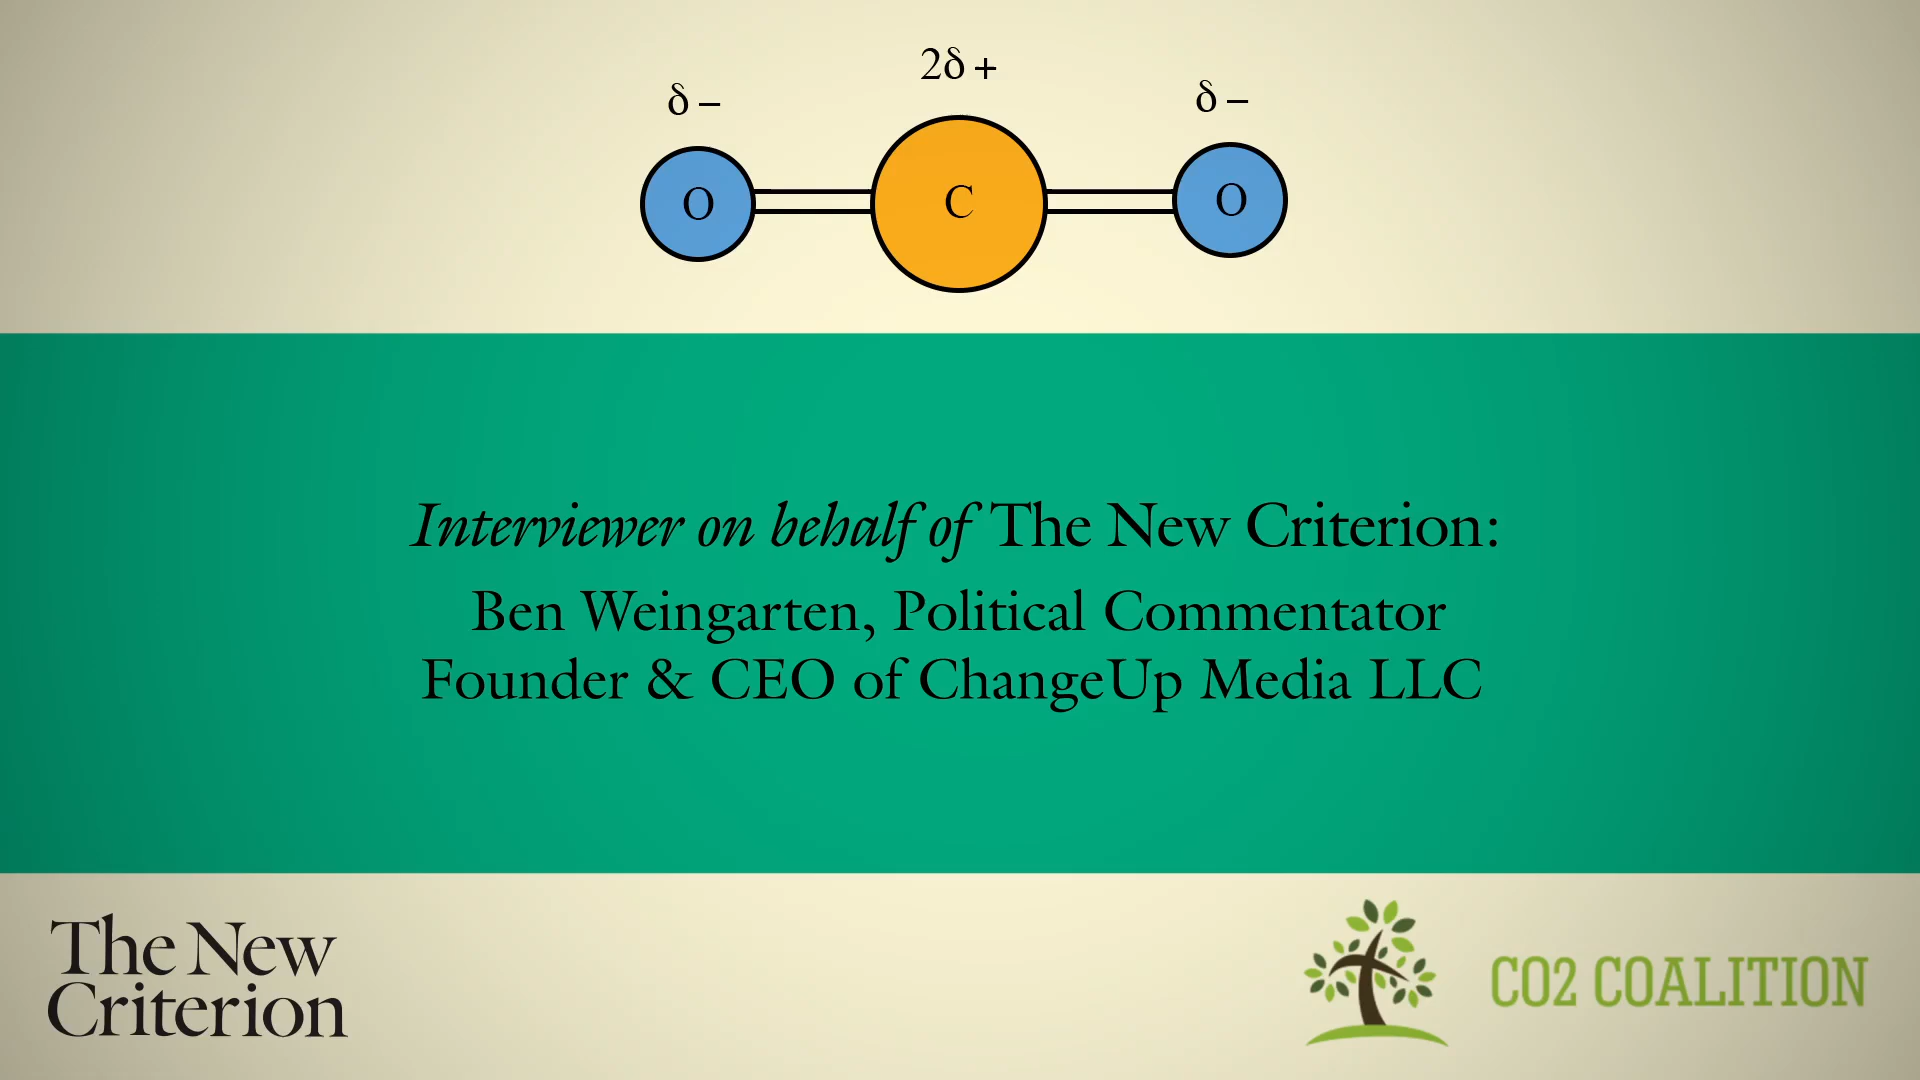 2δ +
δ –
δ –
O
C
O
Interviewer on behalf of The New Criterion:
Ben Weingarten, Political Commentator
Founder & CEO of ChangeUp Media LLC
The New
Criterion
CO2 COALITION